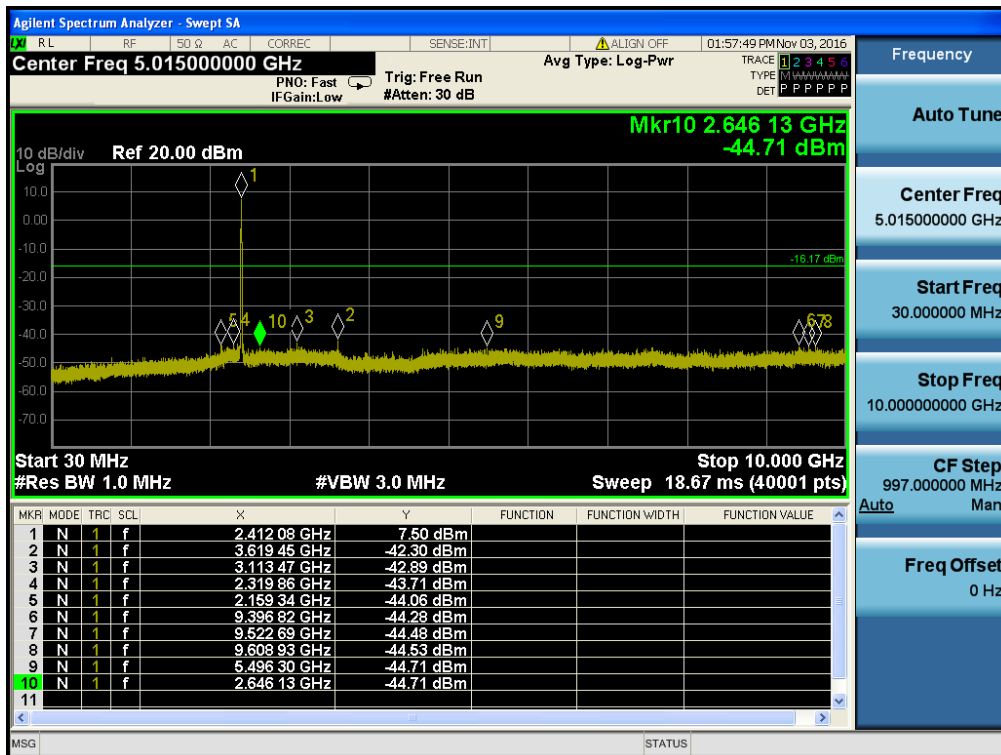 Agilent Spectrum Analyzer - Swept SA
LXI RL RF 50 Ω AC CORREC SENSE:INT ALIGN OFF 01:57:49 PM Nov 03, 2016
Center Freq 5.015000000 GHz
PNO: Fast
IFGain:Low
Trig: Free Run
#Atten: 30 dB
Avg Type: Log-Pwr
TRACE 1 2 3 4 5 6
TYPE M W W W W W
DET P P P P P P
Mkr10 2.646 13 GHz
-44.71 dBm
10 dB/div Ref 20.00 dBm
Log
10.0
0.00
-10.0
-20.0
-30.0
-40.0
-50.0
-60.0
-70.0
1
-16.17 dBm
5 4 10 3 2 9 6 7 8
Start 30 MHz Stop 10.000 GHz
#Res BW 1.0 MHz #VBW 3.0 MHz Sweep 18.67 ms (40001 pts)
MKR MODE TRC SCL X Y FUNCTION FUNCTION WIDTH FUNCTION VALUE
1 N 1 f 2.412 08 GHz 7.50 dBm
2 N 1 f 3.619 45 GHz -42.30 dBm
3 N 1 f 3.113 47 GHz -42.89 dBm
4 N 1 f 2.319 86 GHz -43.71 dBm
5 N 1 f 2.159 34 GHz -44.06 dBm
6 N 1 f 9.396 82 GHz -44.28 dBm
7 N 1 f 9.522 69 GHz -44.48 dBm
8 N 1 f 9.608 93 GHz -44.53 dBm
9 N 1 f 5.496 30 GHz -44.71 dBm
10 N 1 f 2.646 13 GHz -44.71 dBm
11
MSG STATUS
Frequency
Auto Tune
Center Freq
5.015000000 GHz
Start Freq
30.000000 MHz
Stop Freq
10.000000000 GHz
CF Step
997.000000 MHz
Auto Man
Freq Offset
0 Hz